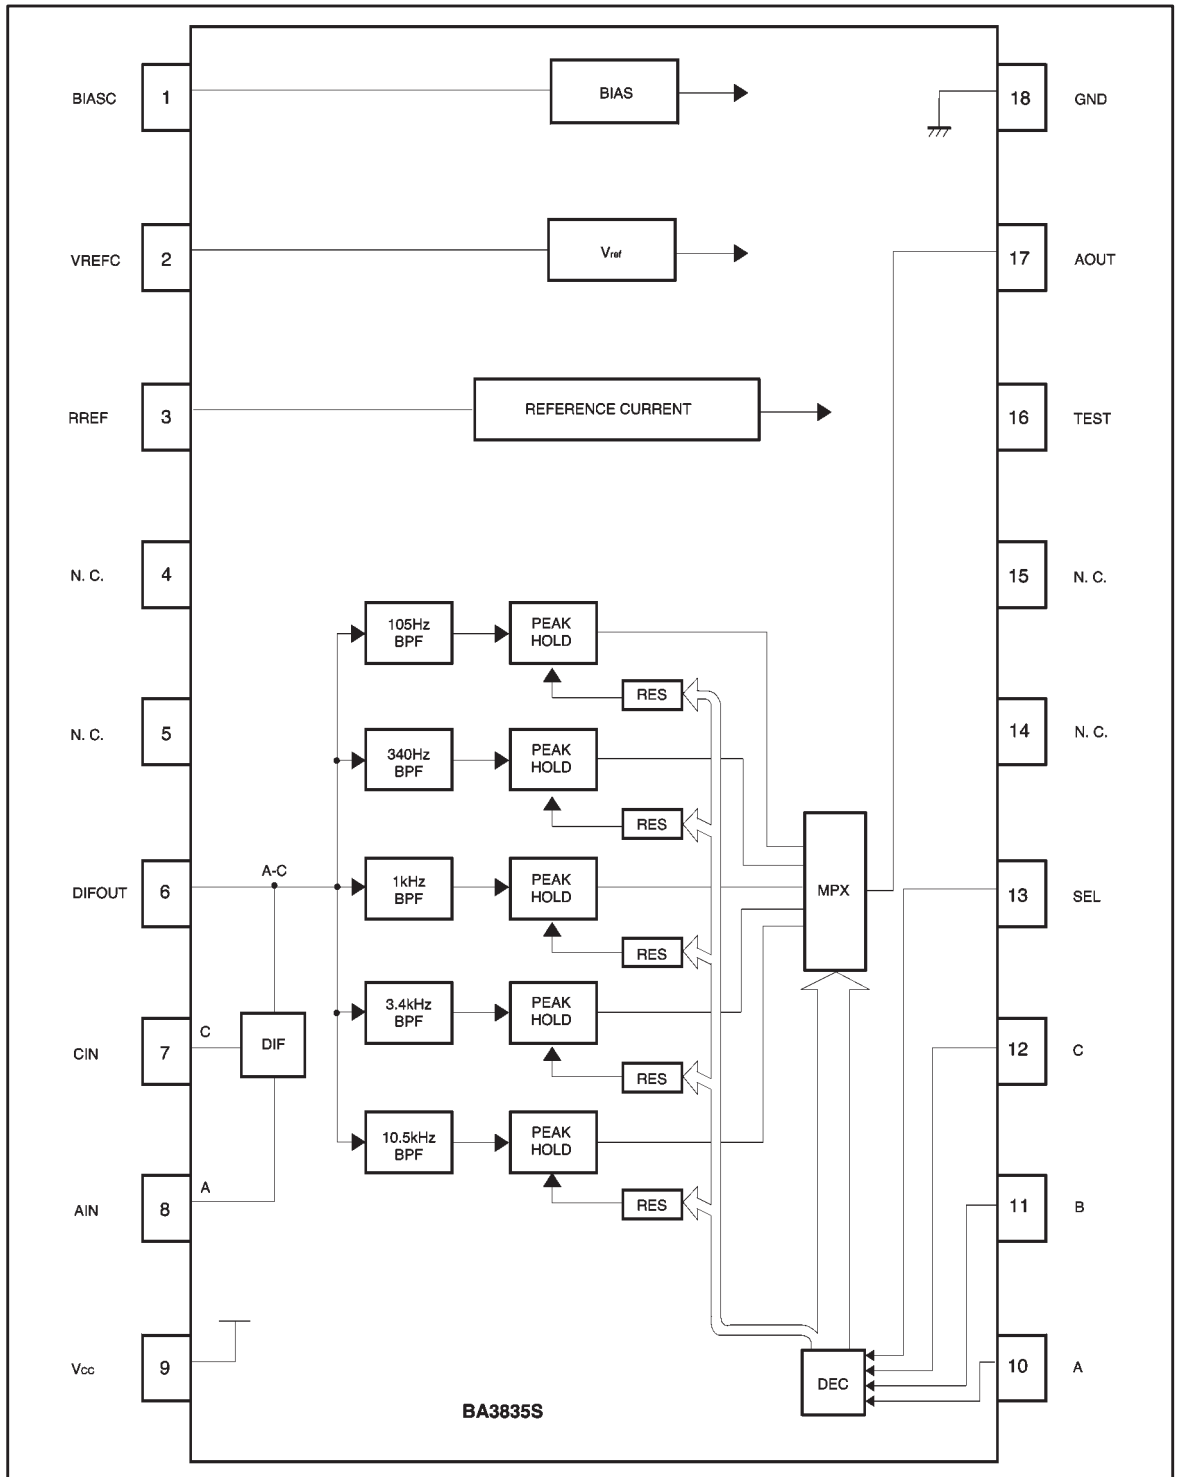 BIASC
1
BIAS
18
GND
VREFC
2
Vref
17
AOUT
RREF
3
REFERENCE CURRENT
16
TEST
N. C.
4
15
N. C.
105Hz
BPF
PEAK
HOLD
RES
N. C.
5
14
N. C.
340Hz
BPF
PEAK
HOLD
RES
DIFOUT
6
A-C
1kHz
BPF
PEAK
HOLD
MPX
13
SEL
RES
CIN
7
C
DIF
3.4kHz
BPF
PEAK
HOLD
12
C
RES
10.5kHz
BPF
PEAK
HOLD
AIN
8
A
RES
11
B
Vcc
9
DEC
10
A
BA3835S